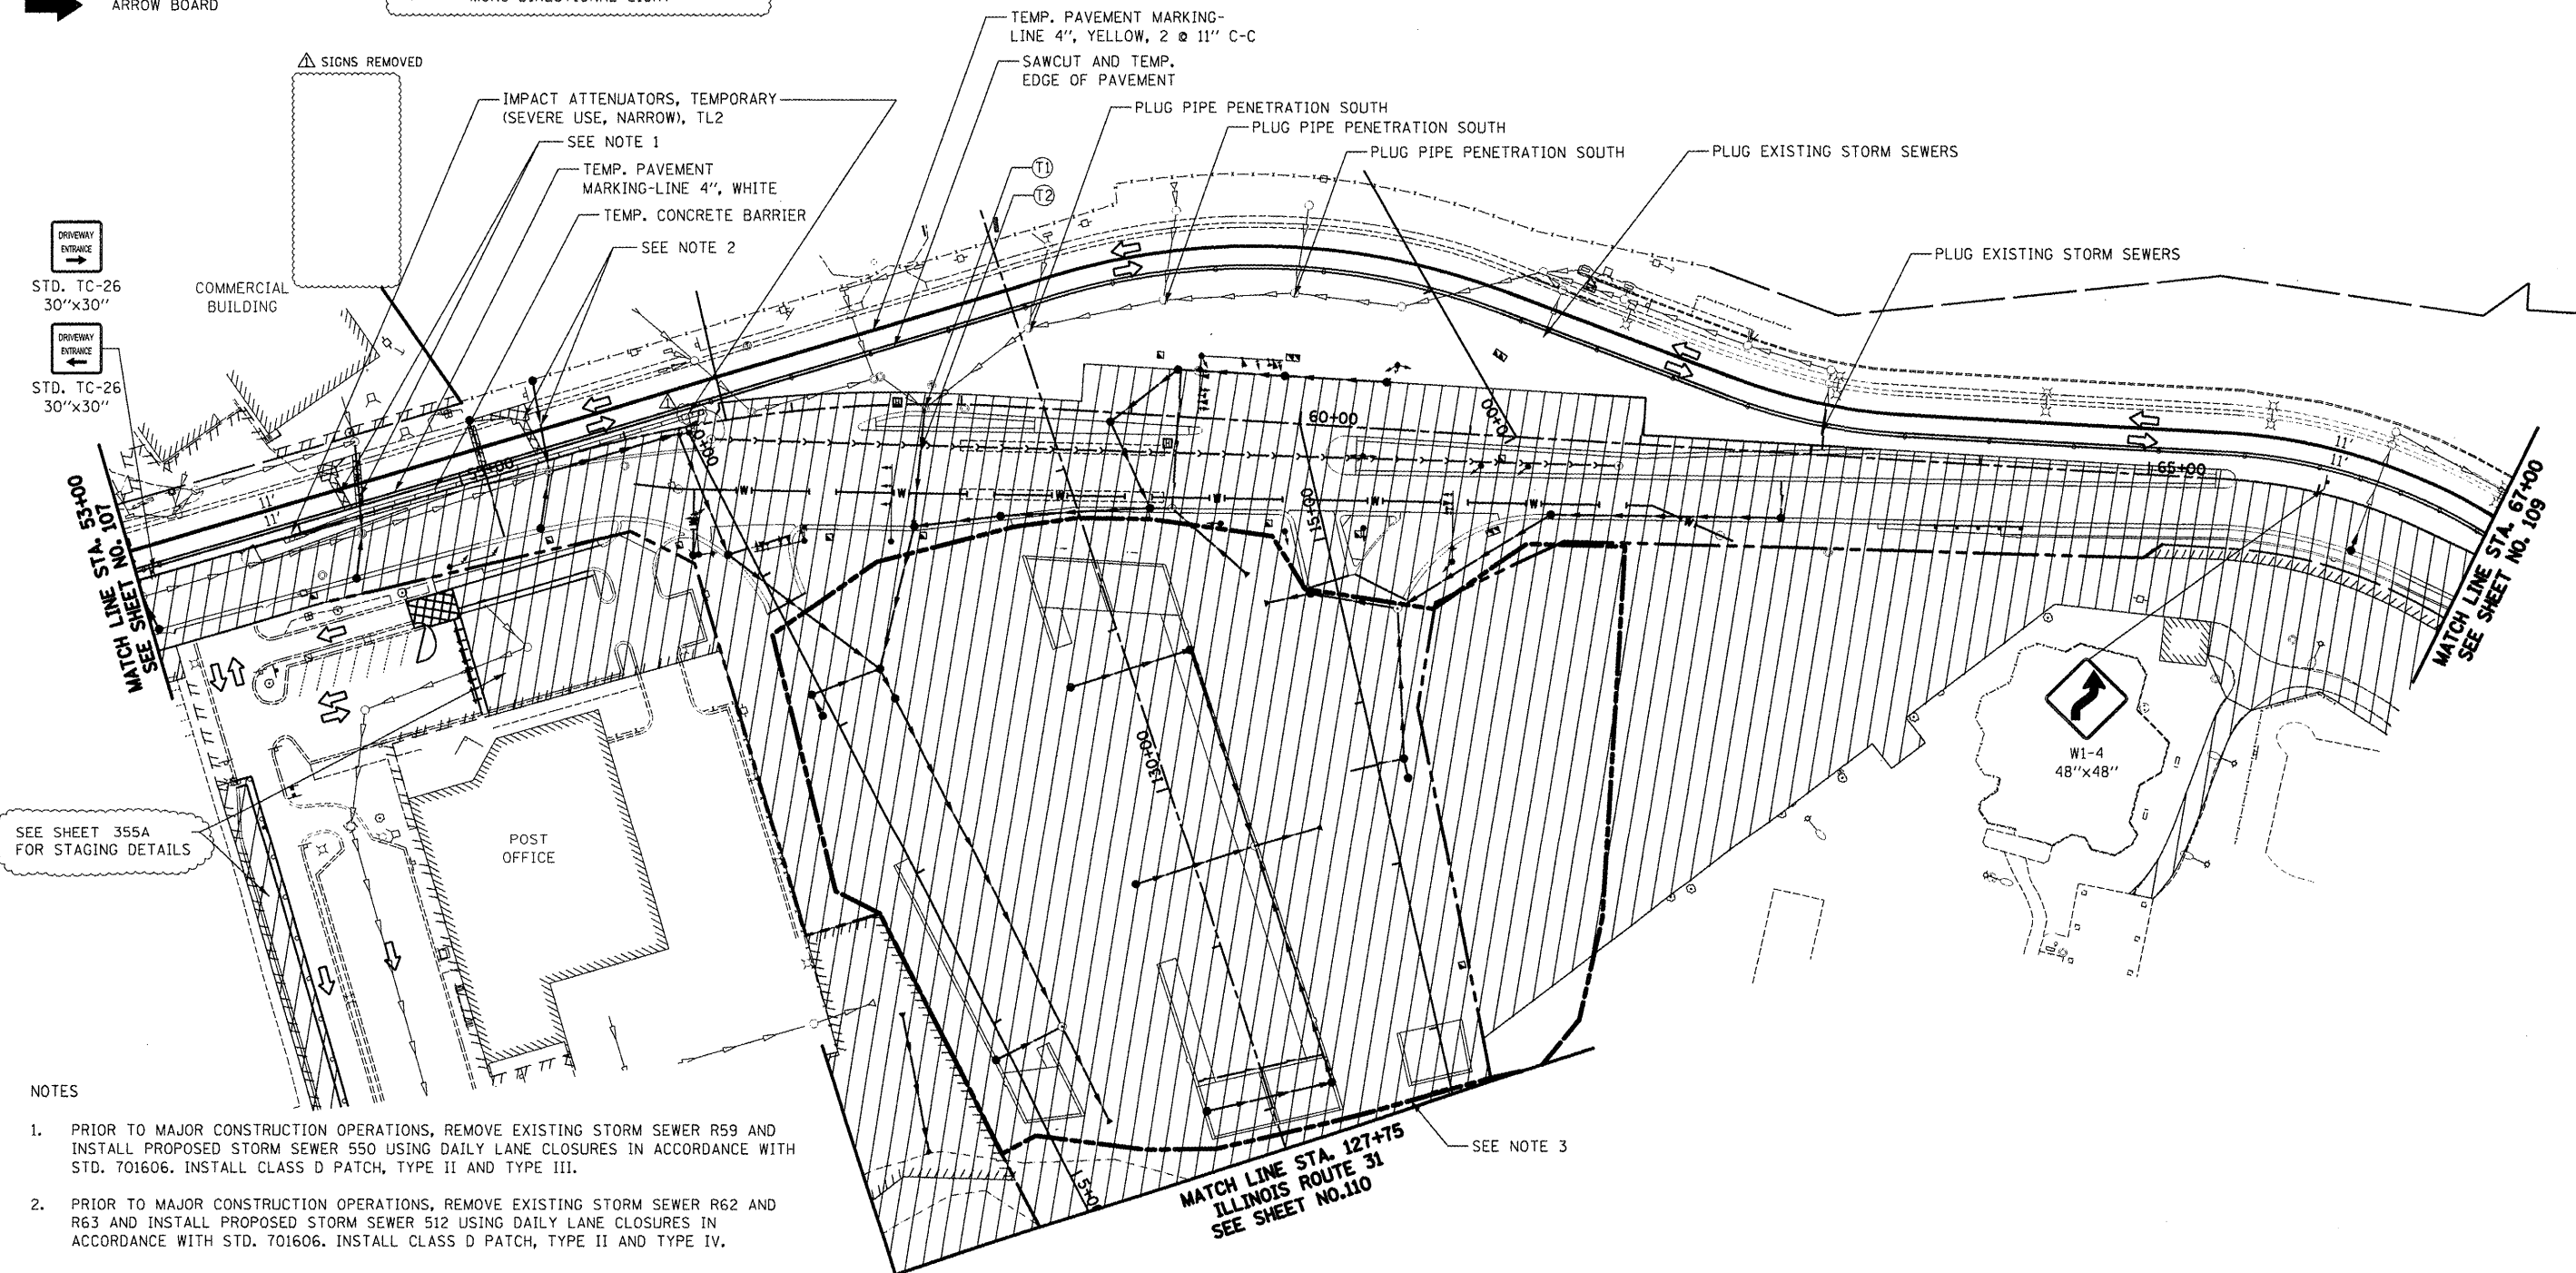 ARROW BOARD
⚠ SIGNS REMOVED
TEMP. PAVEMENT MARKING-
LINE 4", YELLOW, 2 @ 11" C-C
SAWCUT AND TEMP.
EDGE OF PAVEMENT
IMPACT ATTENUATORS, TEMPORARY
(SEVERE USE, NARROW), TL2
PLUG PIPE PENETRATION SOUTH
PLUG PIPE PENETRATION SOUTH
PLUG PIPE PENETRATION SOUTH
PLUG EXISTING STORM SEWERS
SEE NOTE 1
TEMP. PAVEMENT
MARKING-LINE 4", WHITE
T1
T2
TEMP. CONCRETE BARRIER
SEE NOTE 2
PLUG EXISTING STORM SEWERS
DRIVEWAY
ENTRANCE
STD. TC-26
30"x30"
COMMERCIAL
BUILDING
DRIVEWAY
ENTRANCE
STD. TC-26
30"x30"
MATCH LINE STA. 53+00
SEE SHEET NO. 107
11'
11'
60+00
65+00
11'
11'
W W W W W W W
130+00
MATCH LINE STA. 67+00
SEE SHEET NO. 109
W1-4
48"x48"
SEE SHEET 355A
FOR STAGING DETAILS
POST
OFFICE
SEE NOTE 3
MATCH LINE STA. 127+75
ILLINOIS ROUTE 31
SEE SHEET NO.110
NOTES
1. PRIOR TO MAJOR CONSTRUCTION OPERATIONS, REMOVE EXISTING STORM SEWER R59 AND
INSTALL PROPOSED STORM SEWER 550 USING DAILY LANE CLOSURES IN ACCORDANCE WITH
STD. 701606. INSTALL CLASS D PATCH, TYPE II AND TYPE III.
2. PRIOR TO MAJOR CONSTRUCTION OPERATIONS, REMOVE EXISTING STORM SEWER R62 AND
R63 AND INSTALL PROPOSED STORM SEWER 512 USING DAILY LANE CLOSURES IN
ACCORDANCE WITH STD. 701606. INSTALL CLASS D PATCH, TYPE II AND TYPE IV.